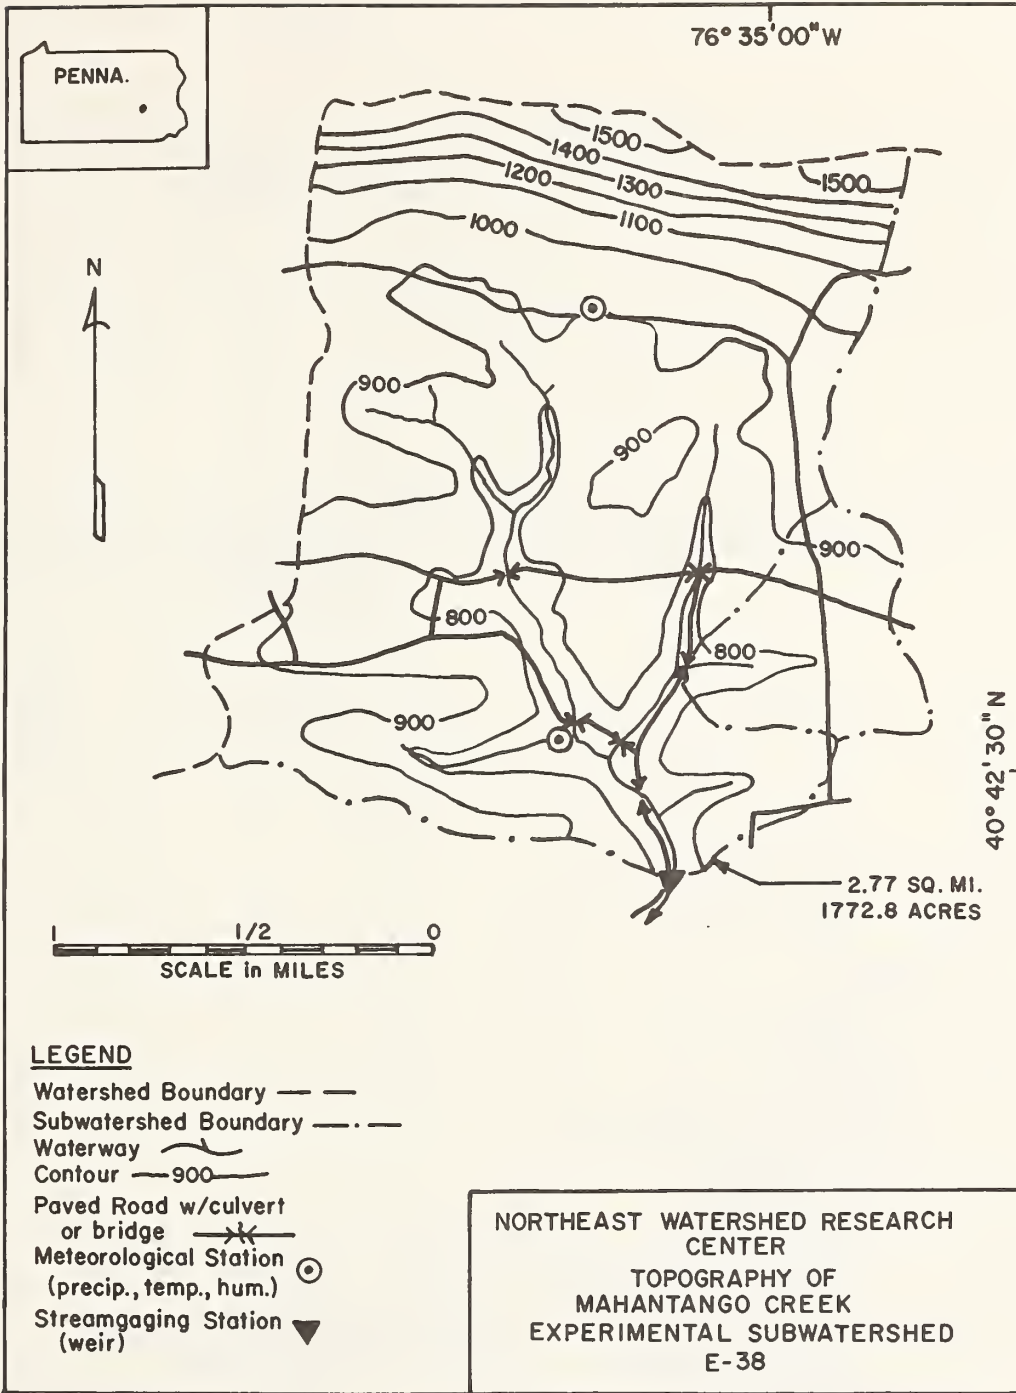 76° 35' 00" W
PENNA.
1500
1400
1500
1200
1300
1100
1000
N
900
900
900
800
800
900
40° 42' 30" N
2.77 SQ. MI.
1772.8 ACRES
1 1/2 0
SCALE in MILES
LEGEND
Watershed Boundary
Subwatershed Boundary
Waterway
Contour 900
Paved Road w/culvert
or bridge
Meteorological Station
(precip., temp., hum.)
Streamgaging Station
(weir)
NORTHEAST WATERSHED RESEARCH
CENTER
TOPOGRAPHY OF
MAHANTANGO CREEK
EXPERIMENTAL SUBWATERSHED
E-38